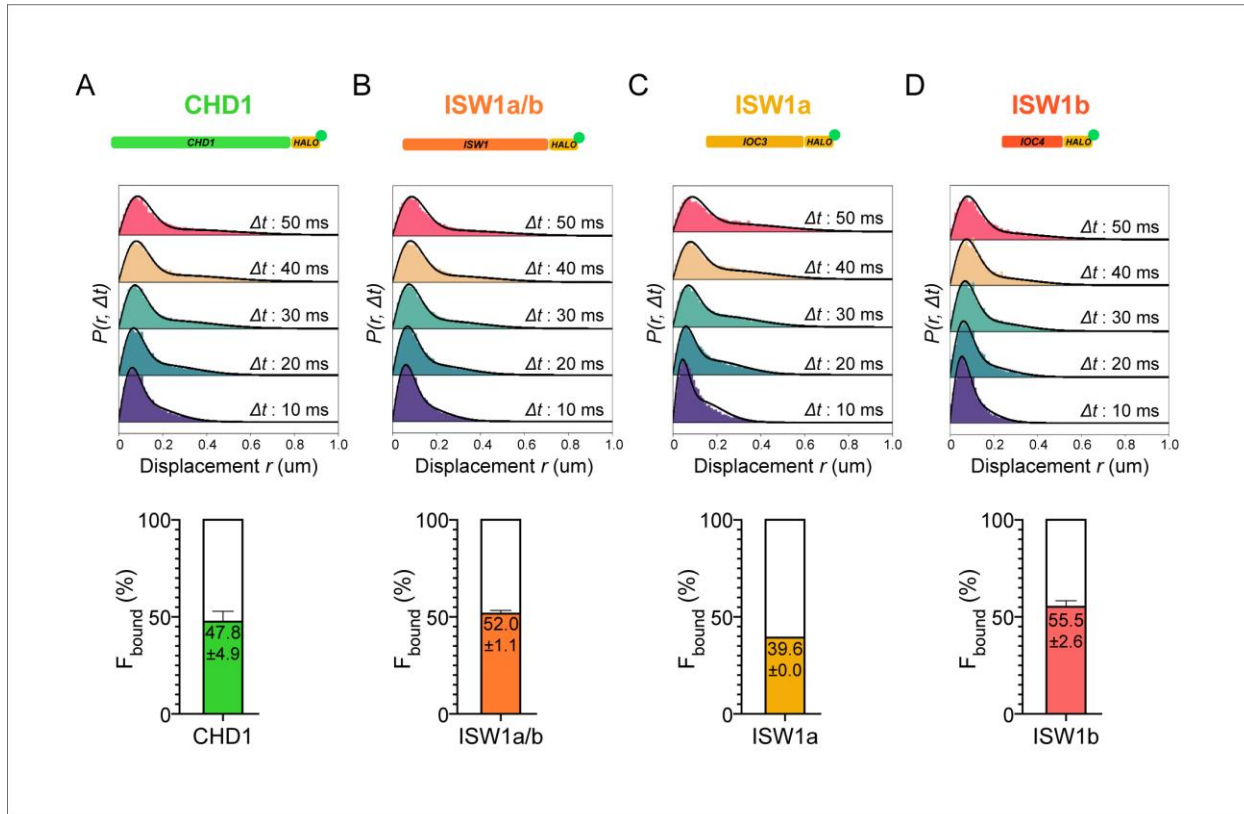 A
CHD1
CHD1 HALO
P(r, Δt)
Δt : 50 ms
Δt : 40 ms
Δt : 30 ms
Δt : 20 ms
Δt : 10 ms
0 0.2 0.4 0.6 0.8 1.0
Displacement r (um)
F bound (%)
100
50
0
47.8
±4.9
CHD1
B
ISW1a/b
ISW1 HALO
P(r, Δt)
Δt : 50 ms
Δt : 40 ms
Δt : 30 ms
Δt : 20 ms
Δt : 10 ms
0 0.2 0.4 0.6 0.8 1.0
Displacement r (um)
F bound (%)
100
50
0
52.0
±1.1
ISW1a/b
C
ISW1a
IOC3 HALO
P(r, Δt)
Δt : 50 ms
Δt : 40 ms
Δt : 30 ms
Δt : 20 ms
Δt : 10 ms
0 0.2 0.4 0.6 0.8 1.0
Displacement r (um)
F bound (%)
100
50
0
39.6
±0.0
ISW1a
D
ISW1b
IOC4 HALO
P(r, Δt)
Δt : 50 ms
Δt : 40 ms
Δt : 30 ms
Δt : 20 ms
Δt : 10 ms
0 0.2 0.4 0.6 0.8 1.0
Displacement r (um)
F bound (%)
100
50
0
55.5
±2.6
ISW1b